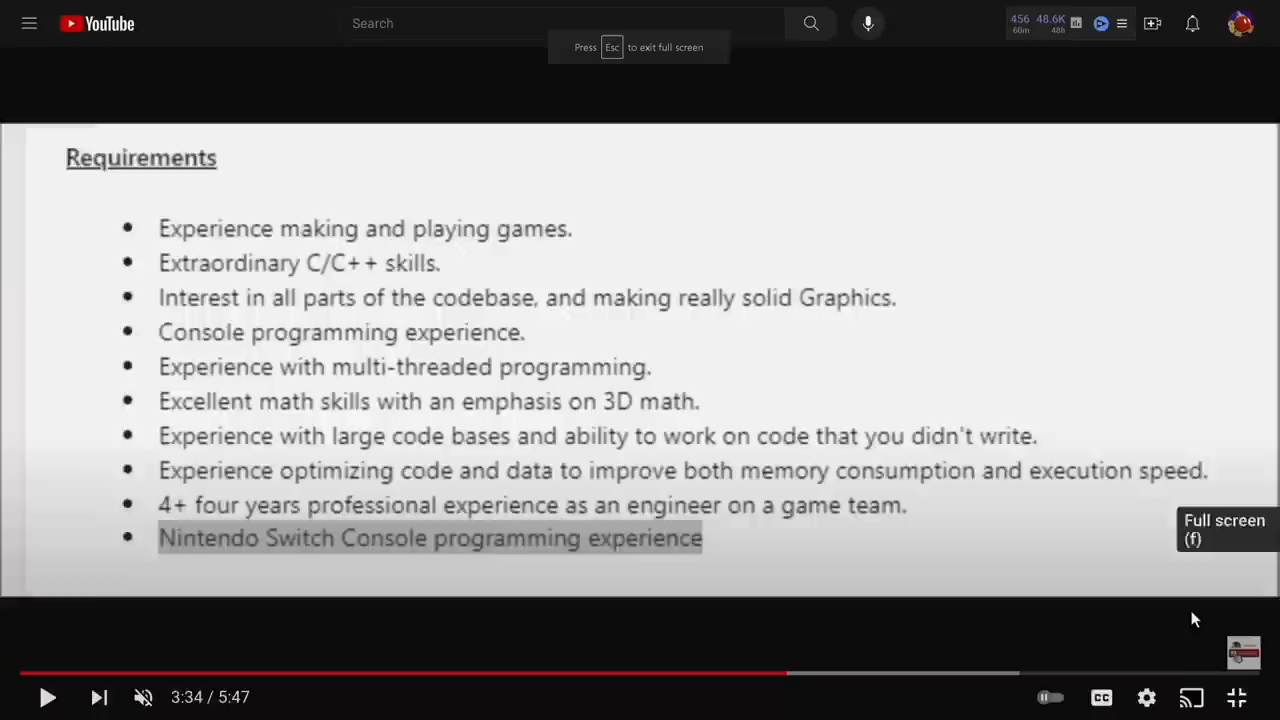 YouTube
Search
456 48.6K
60m 48h
Press Esc to exit full screen
Requirements
Experience making and playing games.
Extraordinary C/C++ skills.
Interest in all parts of the codebase, and making really solid Graphics.
Console programming experience.
Experience with multi-threaded programming.
Excellent math skills with an emphasis on 3D math.
Experience with large code bases and ability to work on code that you didn't write.
Experience optimizing code and data to improve both memory consumption and execution speed.
4+ four years professional experience as an engineer on a game team.
Nintendo Switch Console programming experience
Full screen
(f)
3:34 / 5:47
CC